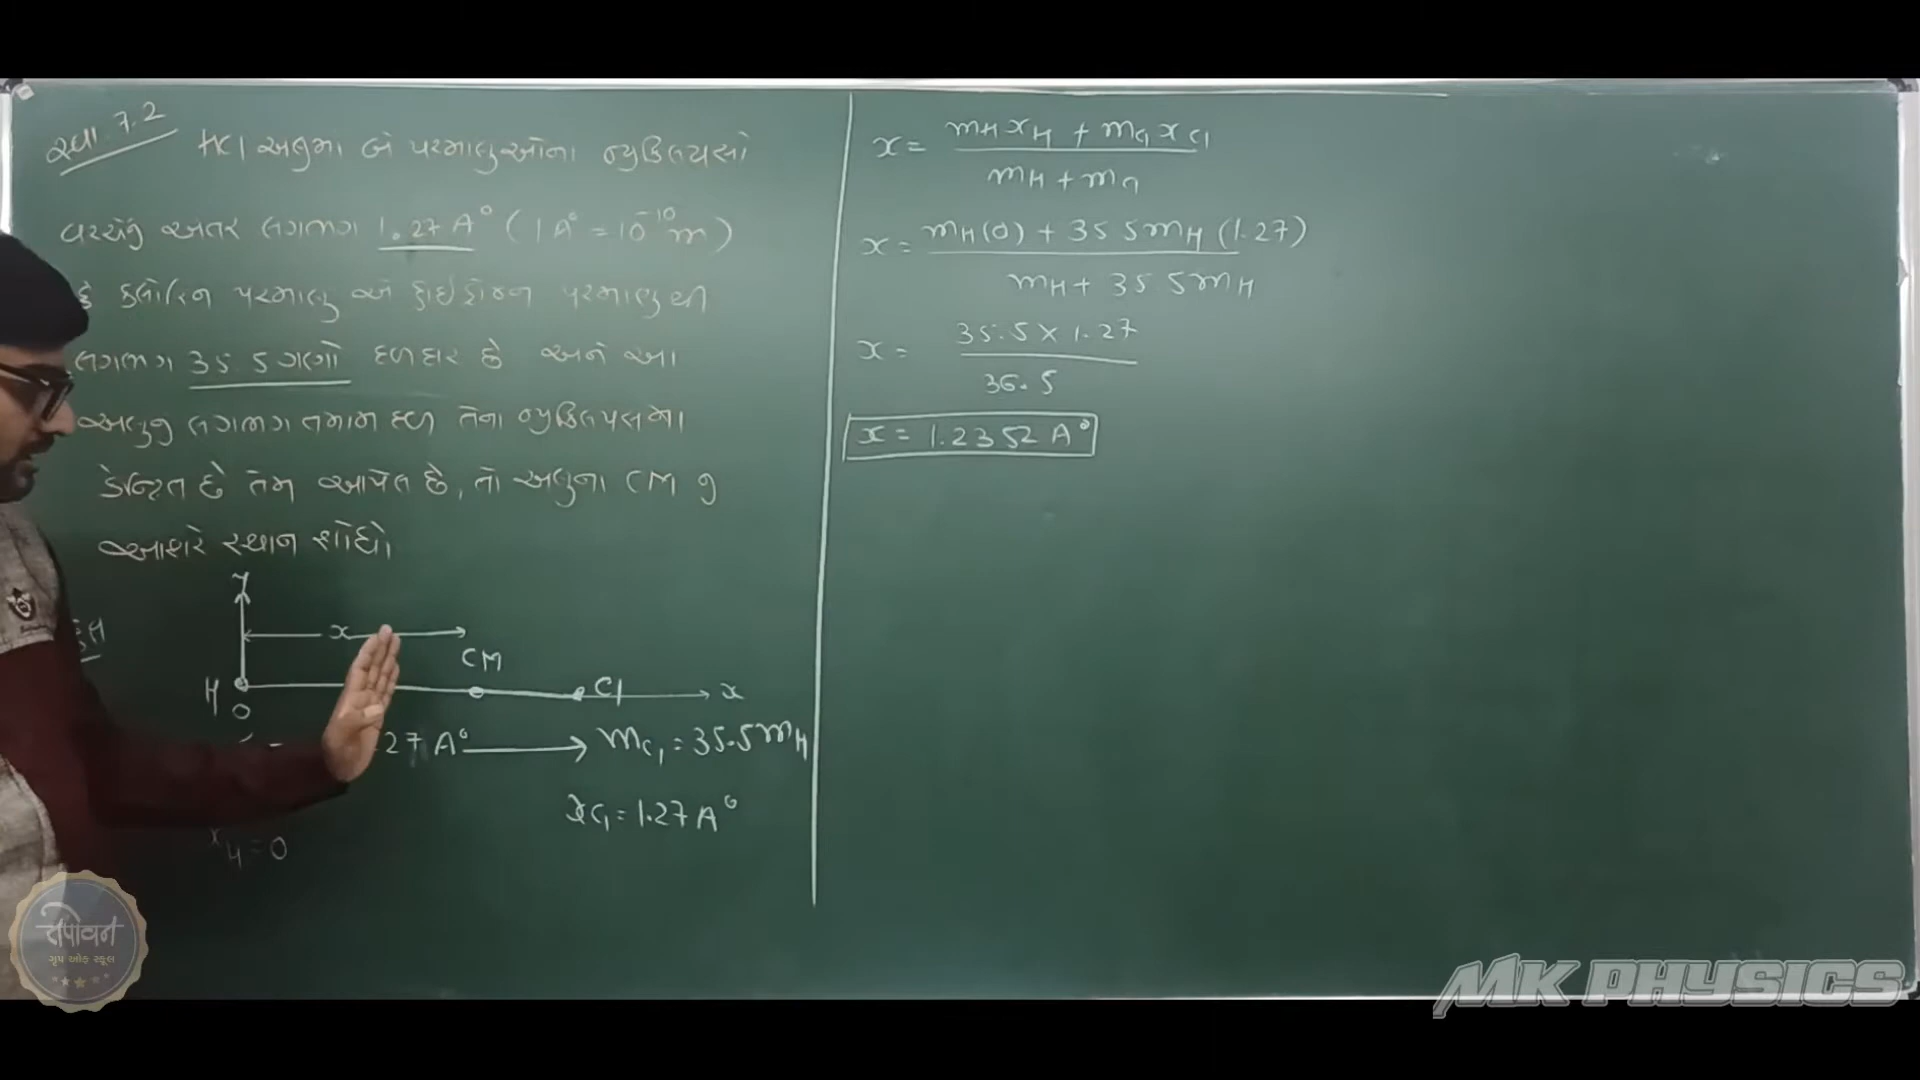 સ્વા 7.2
HCl અણુમાં બે પરમાણુઓના ન્યુક્લિયસો
વચ્ચેનું અંતર લગભગ 1.27 A° (1 A° = 10⁻¹⁰ m)
છે ક્લોરિન પરમાણુ એ હાઇડ્રોજન પરમાણુથી
લગભગ 35.5 ગણો દળદાર છે અને આ
અણુનું લગભગ તમામ દળ તેના ન્યુક્લિયસમાં
કેન્દ્રિત છે તેમ આપેલ છે, તો અણુના CM નું
આશરે સ્થાન શોધો
y
x
CM
H
Cl
x
O
27 A°
m_Cl = 35.5 m_H
x_Cl = 1.27 A°
x_H = 0
x = (m_H x_H + m_Cl x_Cl) / (m_H + m_Cl)
x = (m_H (0) + 35.5 m_H (1.27)) / (m_H + 35.5 m_H)
x = (35.5 × 1.27) / 36.5
x = 1.2352 A°
તપોવન
ગ્રુપ ઓફ સ્કૂલ
MK PHYSICS